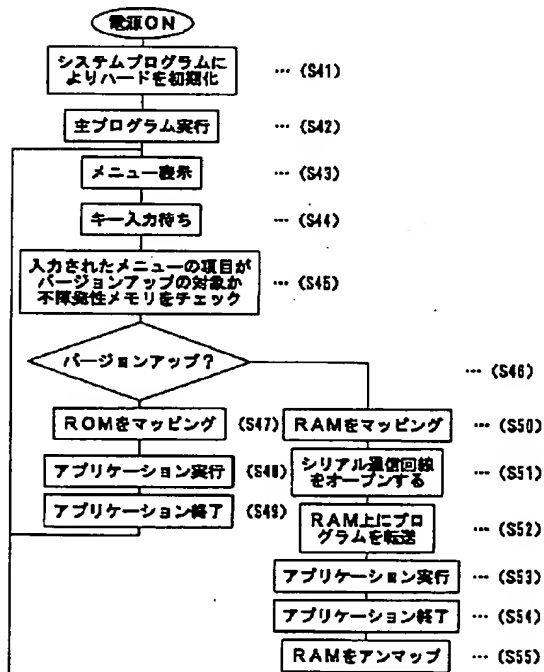 電源ON
システムプログラムに
よりハードを初期化
… (S41)
主プログラム実行
… (S42)
メニュー表示
… (S43)
キー入力待ち
… (S44)
入力されたメニューの項目が
バージョンアップの対象か
不揮発性メモリをチェック
… (S45)
バージョンアップ?
… (S46)
ROMをマッピング
(S47)
アプリケーション実行
(S48)
アプリケーション終了
(S49)
RAMをマッピング
… (S50)
シリアル通信回線
をオープンする
… (S51)
RAM上にプロ
グラムを転送
… (S52)
アプリケーション実行
… (S53)
アプリケーション終了
… (S54)
RAMをアンマップ
… (S55)